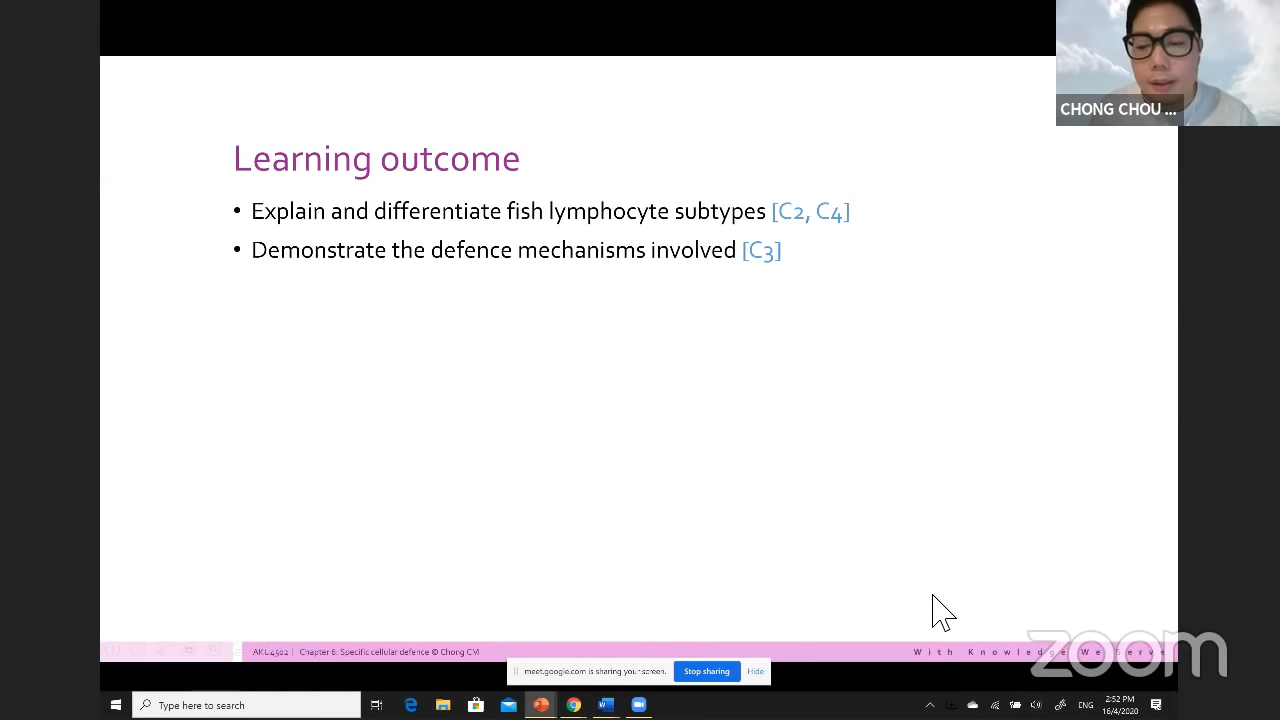 CHONG CHOU ...
Learning outcome
• Explain and differentiate fish lymphocyte subtypes [C2, C4]
• Demonstrate the defence mechanisms involved [C3]
AKU4502 | Chapter 6: Specific cellular defence © Chong CM
With Knowledge We Serve
zoom
meet.google.com is sharing your screen.
Stop sharing
Hide
Type here to search
ENG
2:52 PM
16/4/2020